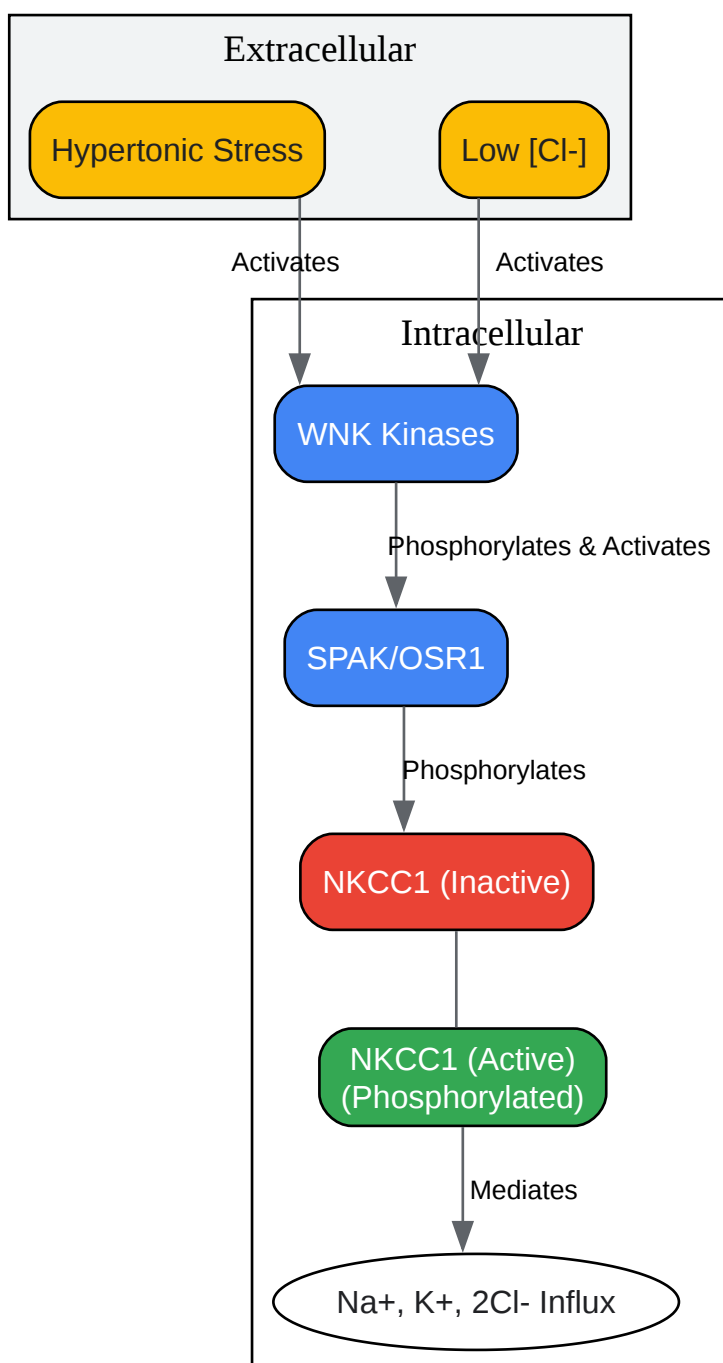 Extracellular
Hypertonic Stress
Low [Cl-]
Activates
Activates
Intracellular
WNK Kinases
Phosphorylates & Activates
SPAK/OSR1
Phosphorylates
NKCC1 (Inactive)
NKCC1 (Active)
(Phosphorylated)
Mediates
Na+, K+, 2Cl- Influx